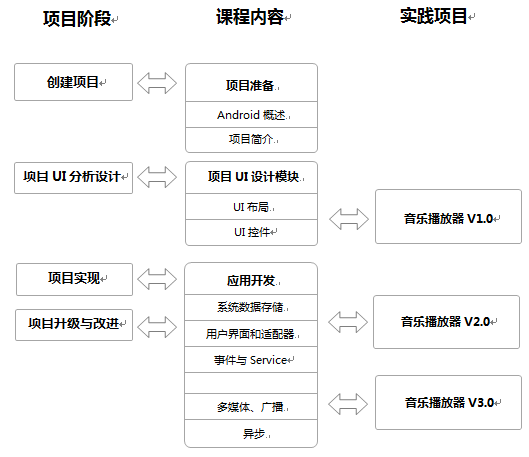 项目阶段 课程内容 实践项目
创建项目
项目准备
Android 概述
项目简介
项目 UI 分析设计
项目 UI 设计模块
UI 布局
UI 控件
音乐播放器 V1.0
项目实现
项目升级与改进
应用开发
系统数据存储
用户界面和适配器
事件与 Service
多媒体、广播
异步
音乐播放器 V2.0
音乐播放器 V3.0